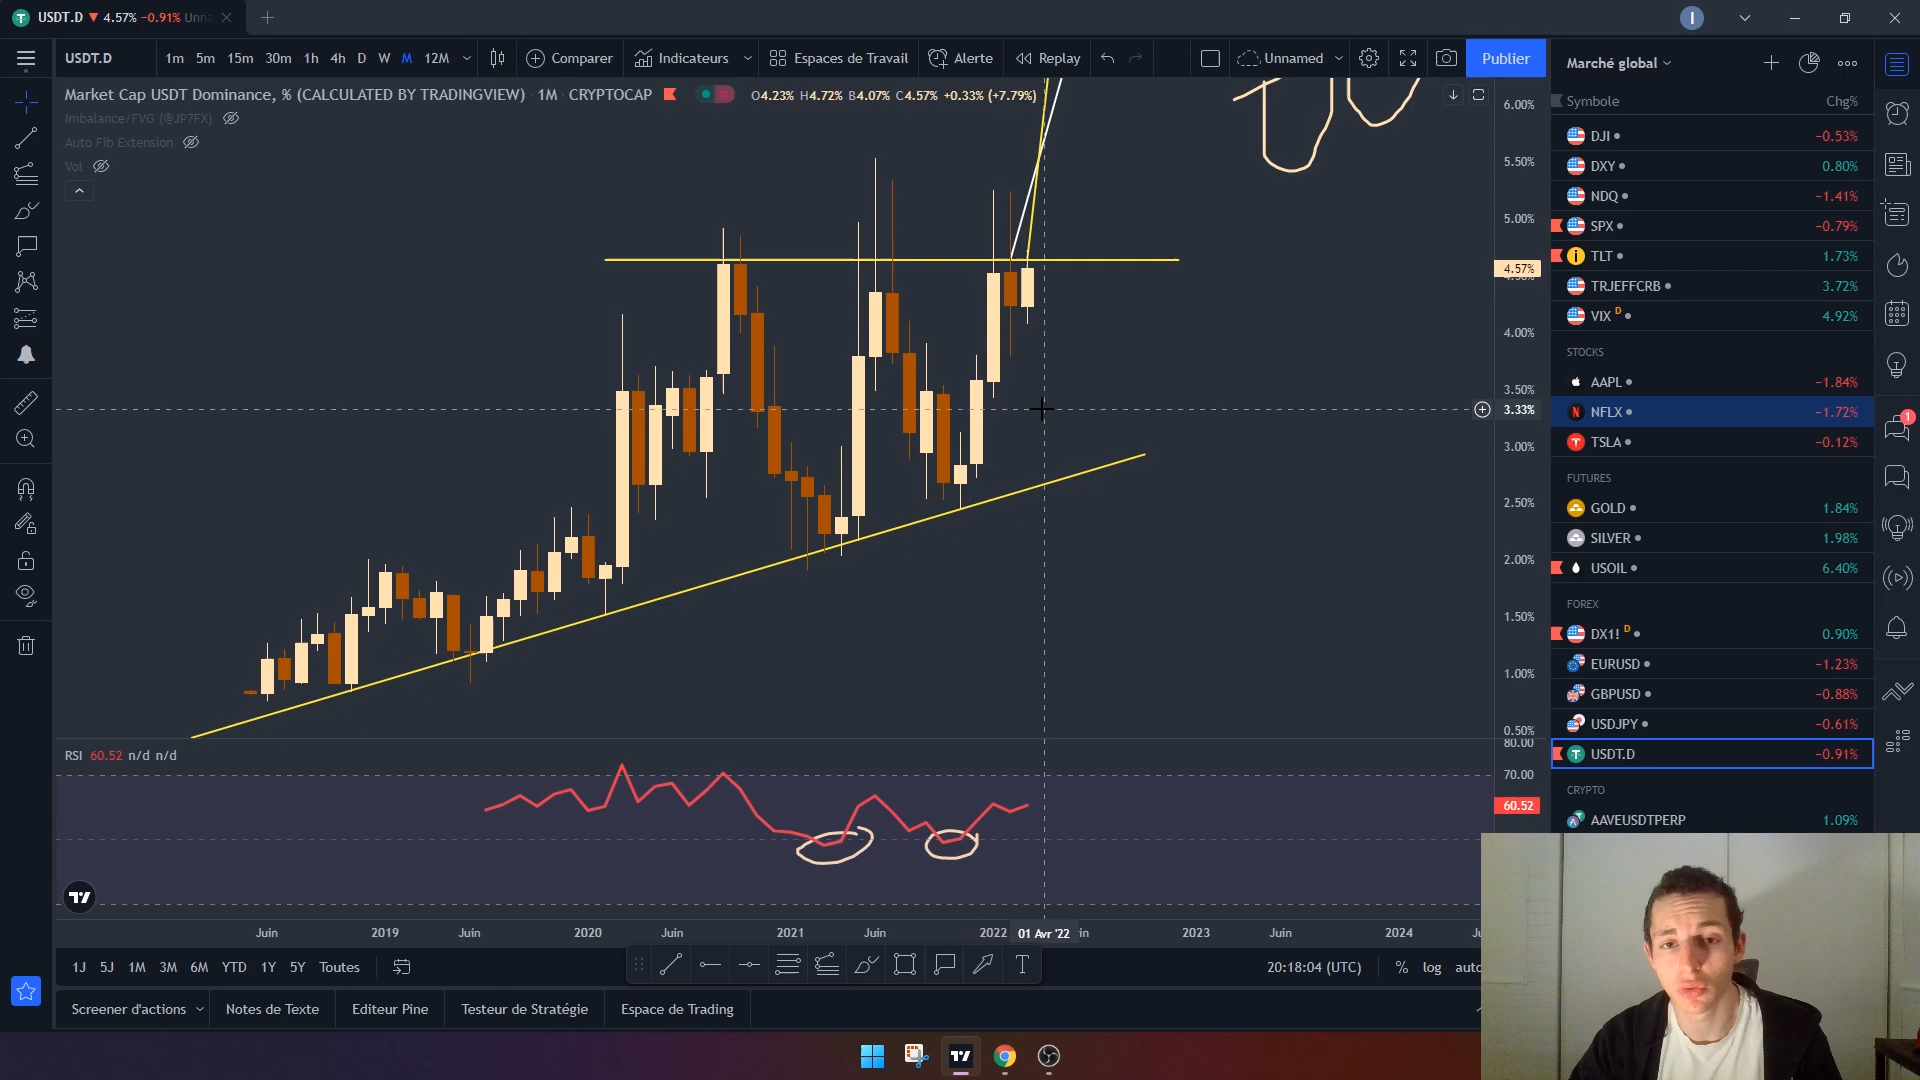 USDT.D ▼ 4.57% −0.91% Unna
I
USDT.D
1m 5m 15m 30m 1h 4h D W M 12M
Comparer
Indicateurs
Espaces de Travail
Alerte
Replay
Unnamed
Publier
Marché global
Market Cap USDT Dominance, % (CALCULATED BY TRADINGVIEW) · 1M · CRYPTOCAP
O4.23% H4.72% B4.07% C4.57% +0.33% (+7.79%)
Imbalance/FVG (@JP7FX)
Auto Fib Extension
Vol
6.00%
5.50%
5.00%
4.57%
4.00%
3.50%
3.33%
3.00%
2.50%
2.00%
1.50%
1.00%
0.50%
80.00
70.00
60.52
RSI 60.52 n/d n/d
Juin 2019 Juin 2020 Juin 2021 Juin 2022 01 Avr '22 in 2023 Juin 2024 Ju
1J 5J 1M 3M 6M YTD 1Y 5Y Toutes
20:18:04 (UTC) % log auto
Screener d'actions
Notes de Texte
Editeur Pine
Testeur de Stratégie
Espace de Trading
Symbole Chg%
DJI −0.53%
DXY 0.80%
NDQ −1.41%
SPX −0.79%
TLT 1.73%
TRJEFFCRB 3.72%
VIX D 4.92%
STOCKS
AAPL −1.84%
NFLX −1.72%
TSLA −0.12%
FUTURES
GOLD 1.84%
SILVER 1.98%
USOIL 6.40%
FOREX
DX1! D 0.90%
EURUSD −1.23%
GBPUSD −0.88%
USDJPY −0.61%
USDT.D −0.91%
CRYPTO
AAVEUSDTPERP 1.09%
1